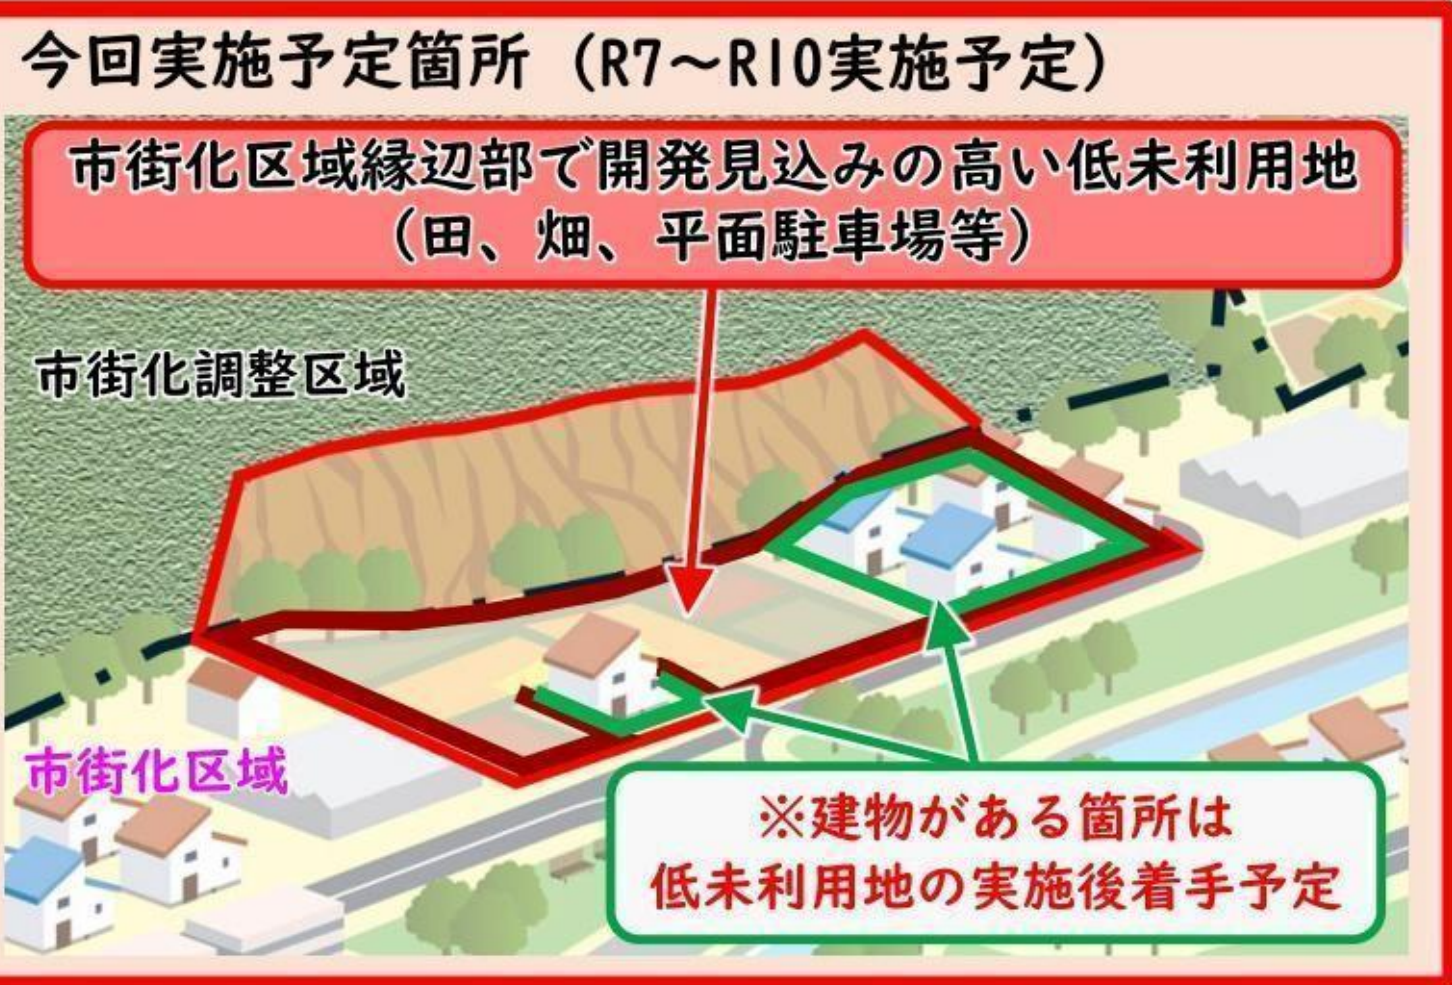 今回実施予定箇所（R7～R10実施予定）
市街化区域縁辺部で開発見込みの高い低未利用地
（田、畑、平面駐車場等）
市街化調整区域
市街化区域
※建物がある箇所は
低未利用地の実施後着手予定